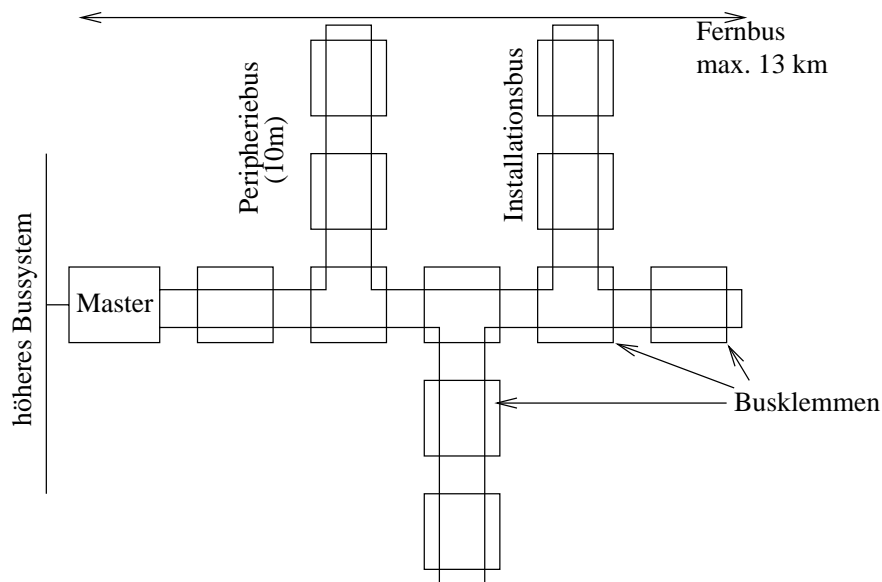 Fernbus
max. 13 km
Peripheriebus
(10m)
Installationsbus
höheres Bussystem
Master
Busklemmen